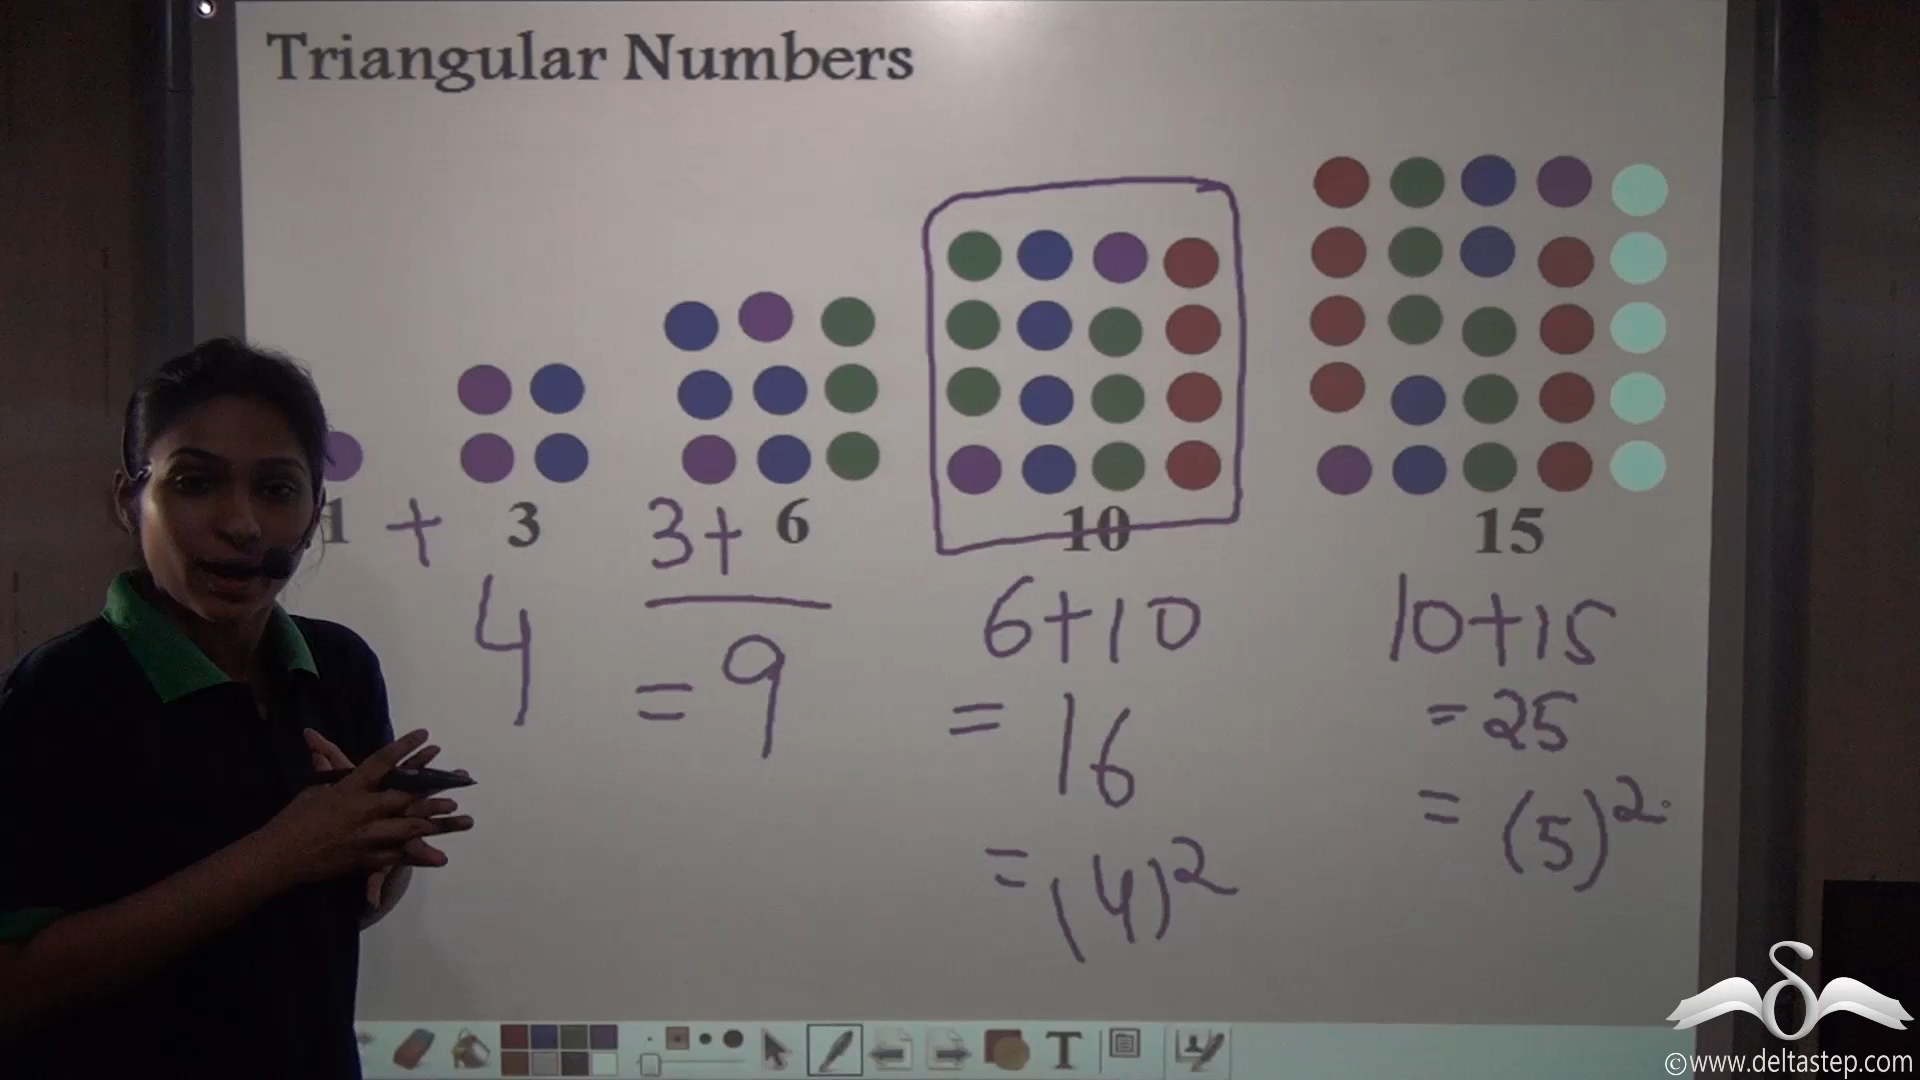 Triangular Numbers
1 + 3
3+ 6
10
15
4
= 9
6+10
= 16
= (4)²
10+15
= 25
= (5)².
T
©www.deltastep.com